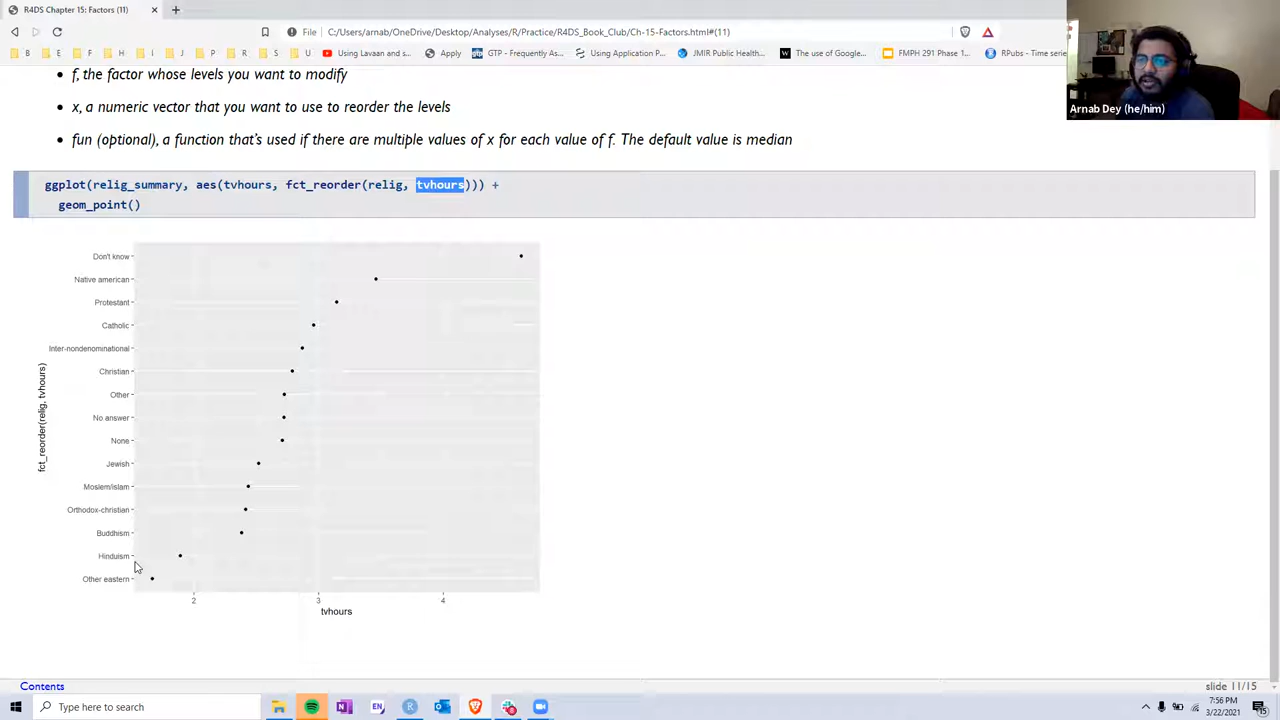 R4DS Chapter 15: Factors (11)
File
C:/Users/arnab/OneDrive/Desktop/Analyses/R/Practice/R4DS_Book_Club/Ch-15-Factors.html#(11)
B E I D J P R S T U Using Lavaan in R—... Apply GTP - Frequently As... Using Application P... JMIR Public Health... The use of Google... FMPH 291 Phase 1... RPubs - Time serie
Arnab Dey (he/him)
• f, the factor whose levels you want to modify
• x, a numeric vector that you want to use to reorder the levels
• fun (optional), a function that's used if there are multiple values of x for each value of f. The default value is median
ggplot(relig_summary, aes(tvhours, fct_reorder(relig, tvhours))) +
geom_point()
Don't know
Native american
Protestant
Catholic
Inter-nondenominational
Christian
Other
No answer
None
Jewish
Moslem/islam
Orthodox-christian
Buddhism
Hinduism
Other eastern
fct_reorder(relig, tvhours)
2 3 4
tvhours
Contents
slide 11/15
Type here to search
7:56 PM
3/22/2021
15